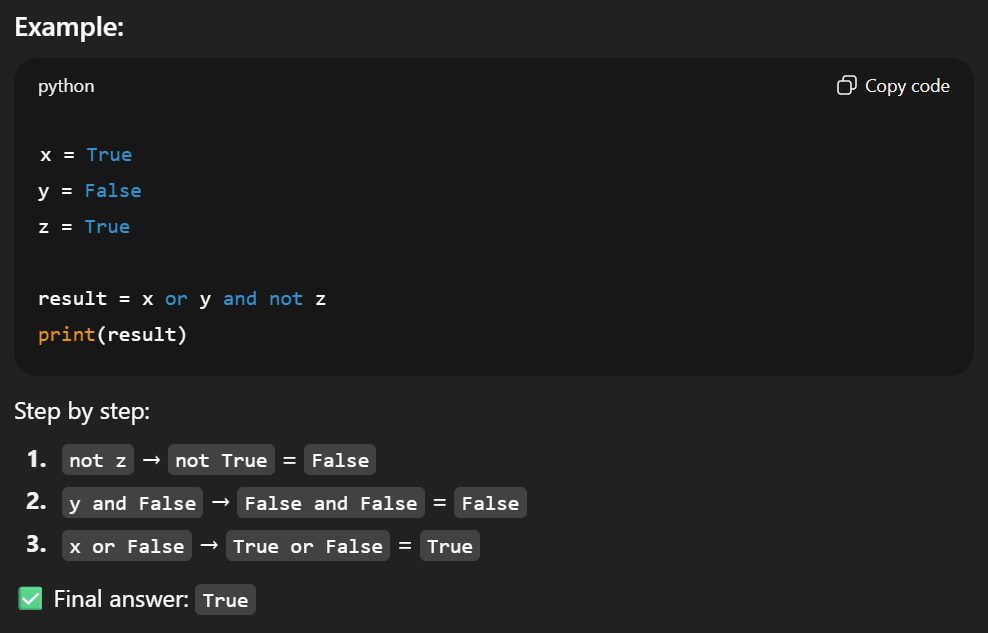 Example:
python
Copy code
x = True
y = False
z = True
result = x or y and not z
print(result)
Step by step:
1. not z → not True = False
2. y and False → False and False = False
3. x or False → True or False = True
✅ Final answer: True